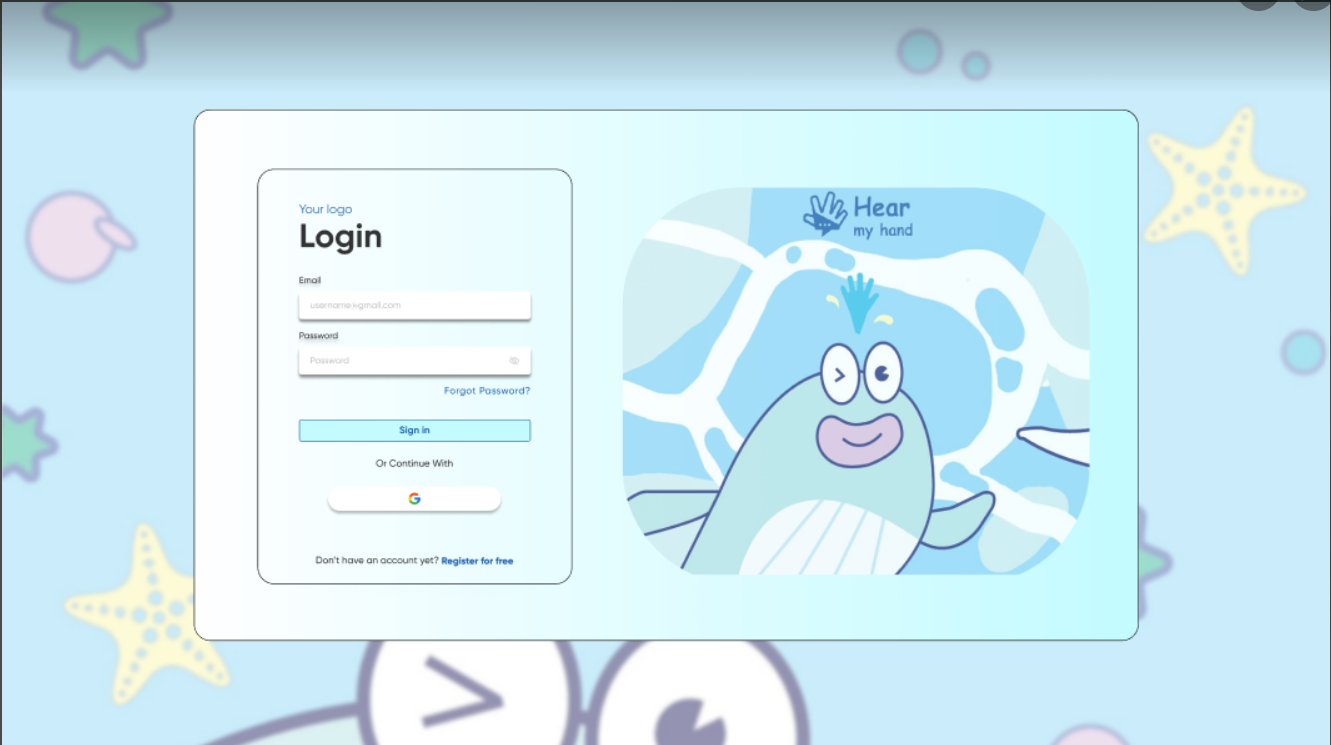 Your logo
Login
Email
username@gmail.com
Password
Password
Forgot Password?
Sign in
Or Continue With
G
Don't have an account yet? Register for free
Hear
my hand